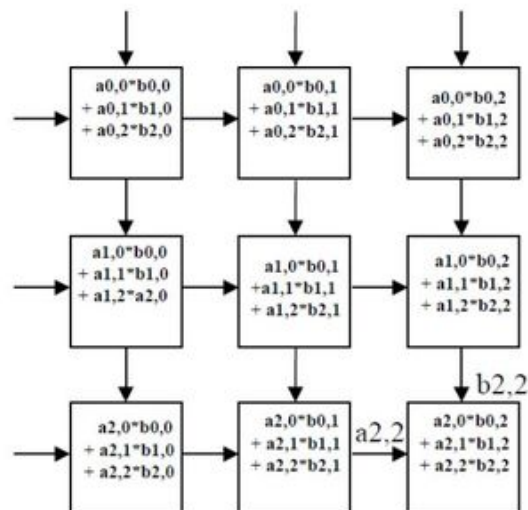 a0,0*b0,0
+ a0,1*b1,0
+ a0,2*b2,0
a0,0*b0,1
+ a0,1*b1,1
+ a0,2*b2,1
a0,0*b0,2
+ a0,1*b1,2
+ a0,2*b2,2
a1,0*b0,0
+ a1,1*b1,0
+ a1,2*a2,0
a1,0*b0,1
+a1,1*b1,1
+ a1,2*b2,1
a1,0*b0,2
+ a1,1*b1,2
+ a1,2*b2,2
b2,2
a2,0*b0,0
+ a2,1*b1,0
+ a2,2*b2,0
a2,0*b0,1
+ a2,1*b1,1
+ a2,2*b2,1
a2,2
a2,0*b0,2
+ a2,1*b1,2
+ a2,2*b2,2